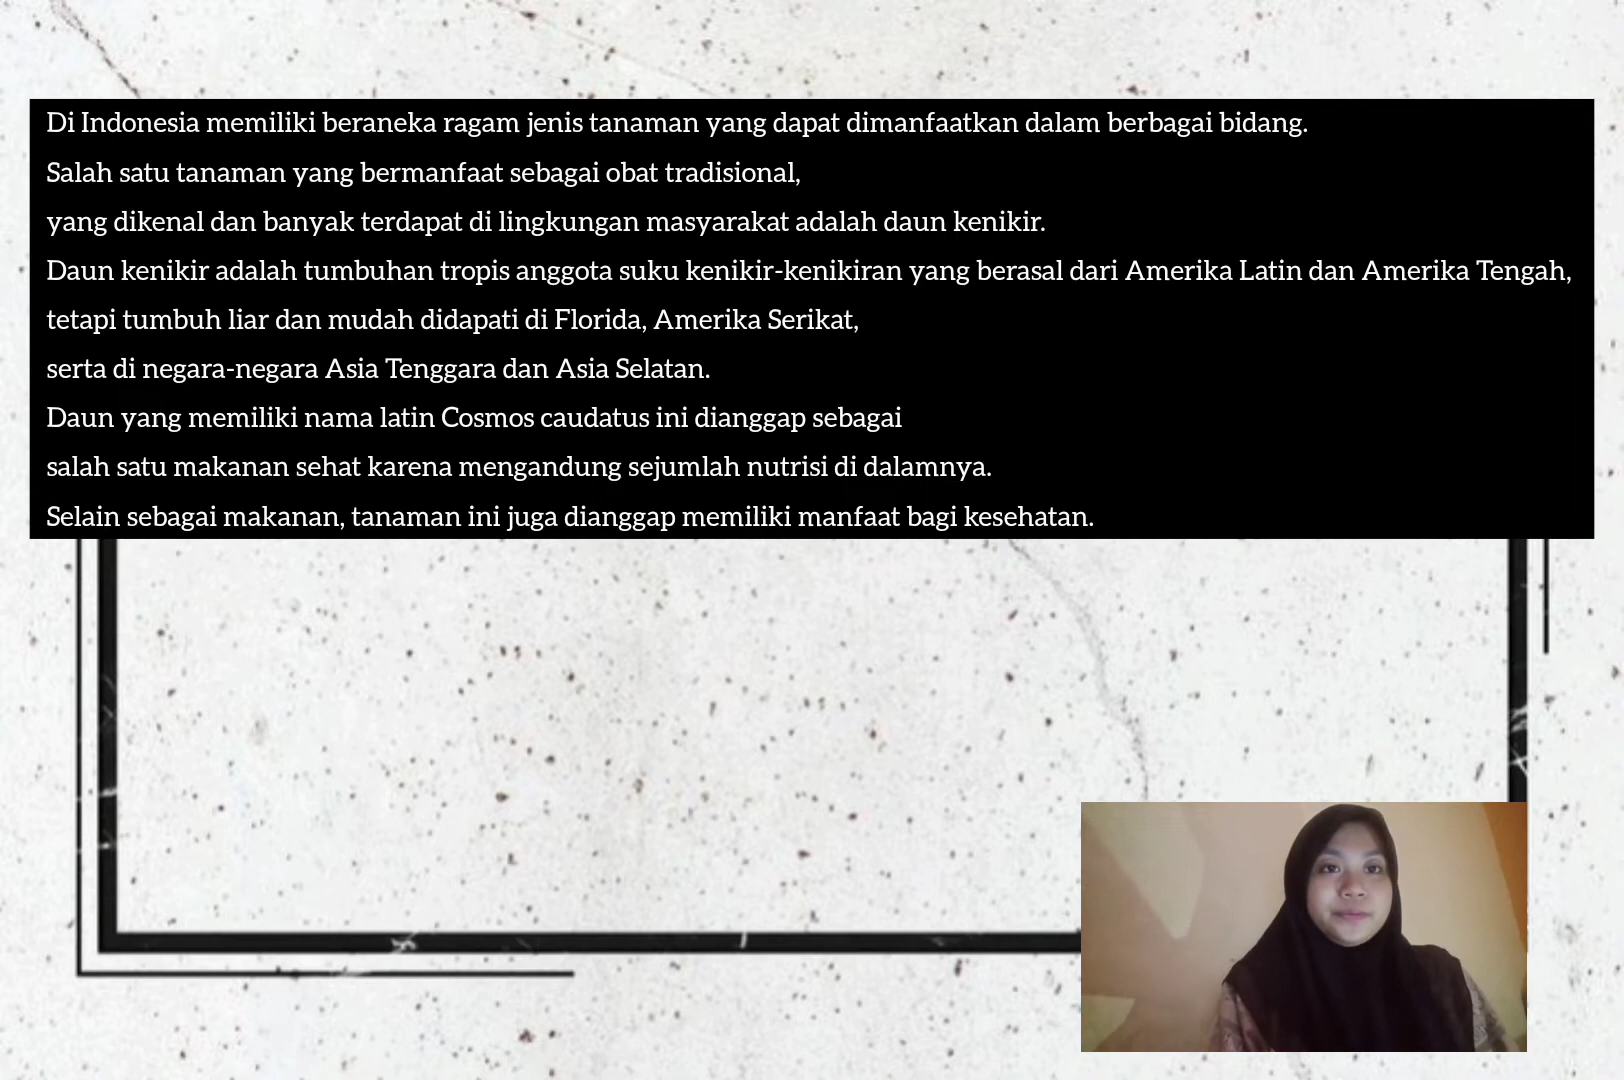 Di Indonesia memiliki beraneka ragam jenis tanaman yang dapat dimanfaatkan dalam berbagai bidang.
Salah satu tanaman yang bermanfaat sebagai obat tradisional,
yang dikenal dan banyak terdapat di lingkungan masyarakat adalah daun kenikir.
Daun kenikir adalah tumbuhan tropis anggota suku kenikir-kenikiran yang berasal dari Amerika Latin dan Amerika Tengah,
tetapi tumbuh liar dan mudah didapati di Florida, Amerika Serikat,
serta di negara-negara Asia Tenggara dan Asia Selatan.
Daun yang memiliki nama latin Cosmos caudatus ini dianggap sebagai
salah satu makanan sehat karena mengandung sejumlah nutrisi di dalamnya.
Selain sebagai makanan, tanaman ini juga dianggap memiliki manfaat bagi kesehatan.